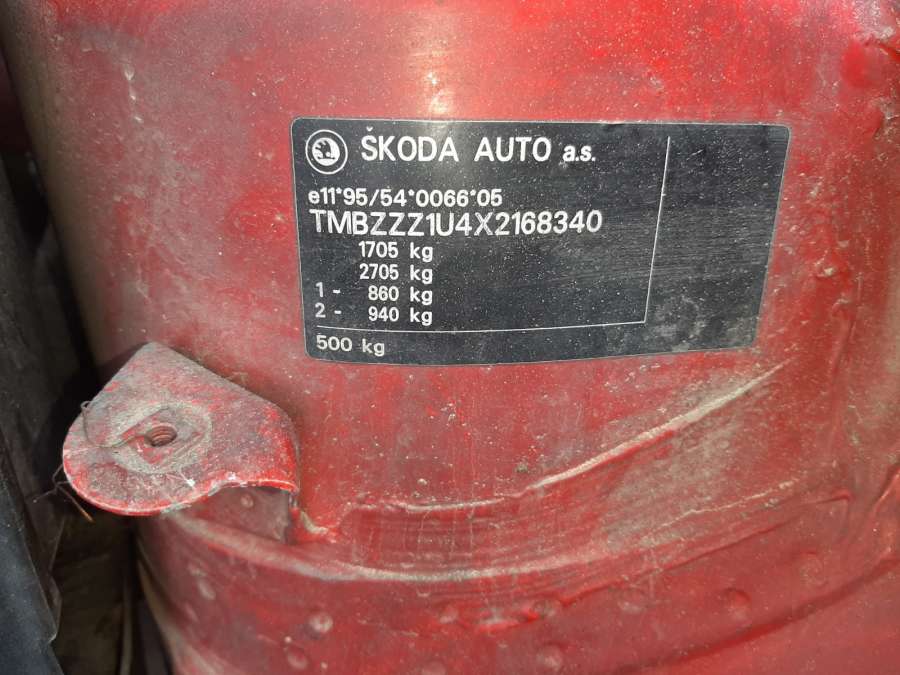 ŠKODA AUTO a.s.
e11*95/54*0066*05
TMBZZZ1U4X2168340
1705 kg
2705 kg
1 - 860 kg
2 - 940 kg
500 kg